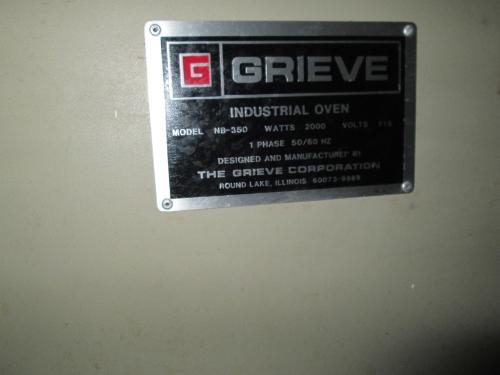 G GRIEVE
INDUSTRIAL OVEN
MODEL NB-350 WATTS 2000 VOLTS 115
1 PHASE 50/60 HZ
DESIGNED AND MANUFACTURED BY
THE GRIEVE CORPORATION
ROUND LAKE, ILLINOIS